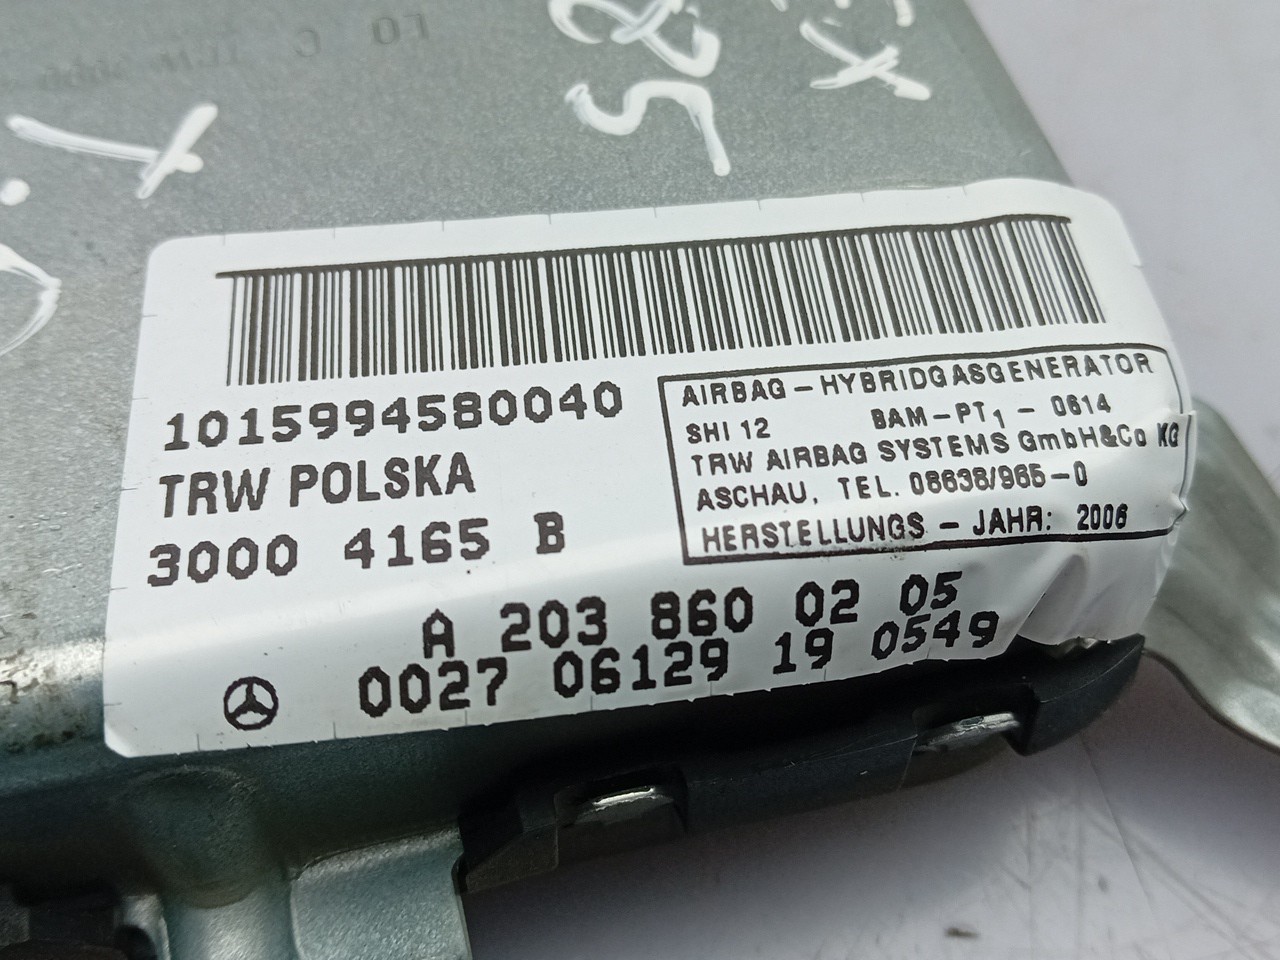 1015994580040
TRW POLSKA
3000 4165 B
AIRBAG - HYBRIDGASGENERATOR
SHI 12 BAM-PT1 - 0614
TRW AIRBAG SYSTEMS GmbH&Co KG
ASCHAU, TEL. 08638/965-0
HERSTELLUNGS - JAHR: 2006
A 203 860 02 05
0027 06129 19 0549